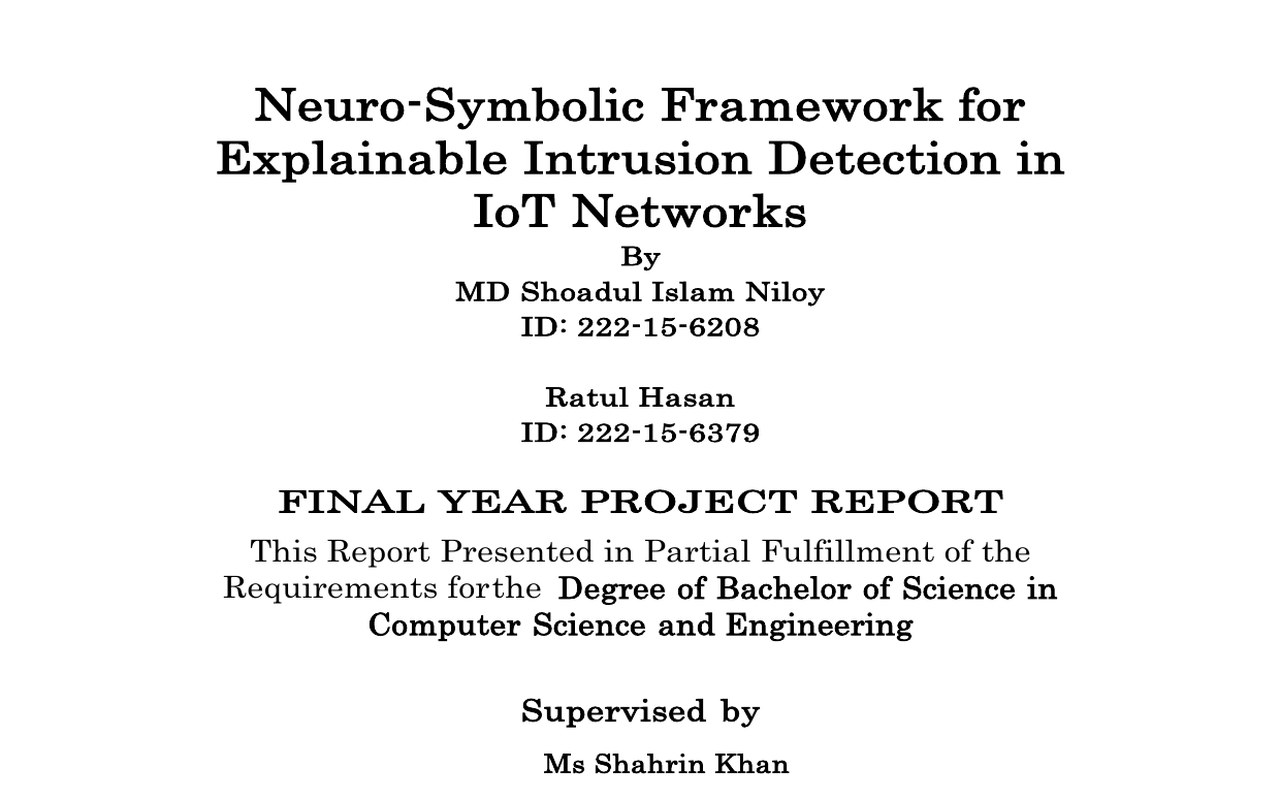 Neuro-Symbolic Framework for
Explainable Intrusion Detection in
IoT Networks
By
MD Shoadul Islam Niloy
ID: 222-15-6208
Ratul Hasan
ID: 222-15-6379
FINAL YEAR PROJECT REPORT
This Report Presented in Partial Fulfillment of the
Requirements forthe Degree of Bachelor of Science in
Computer Science and Engineering
Supervised by
Ms Shahrin Khan